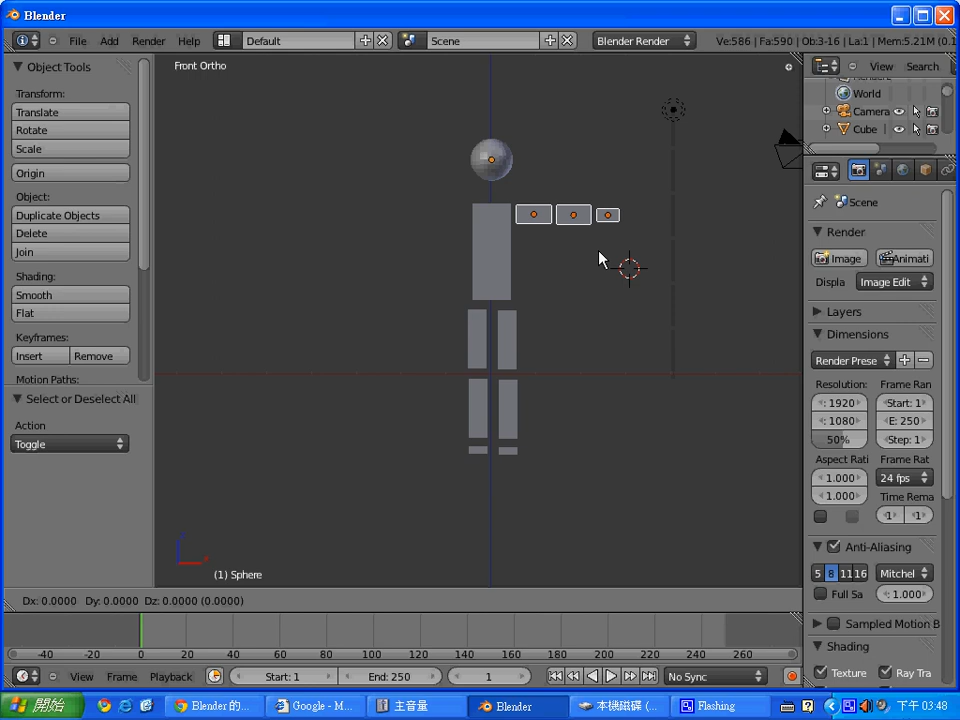 Blender
File Add Render Help Default Scene Blender Render Ve:586 | Fa:590 | Ob:3-16 | La:1 | Mem:5.21M (0.1
Object Tools
Transform:
Translate
Rotate
Scale
Origin
Object:
Duplicate Objects
Delete
Join
Shading:
Smooth
Flat
Keyframes:
Insert Remove
Motion Paths:
Select or Deselect All
Action
Toggle
Front Ortho
(1) Sphere
View Search
World
Camera
Cube
Scene
Render
Image Animati
Displa Image Edit
Layers
Dimensions
Render Prese
Resolution: Frame Ran
: 1920 Start: 1
: 1080 E: 250
50% Step: 1
Aspect Rati Frame Rat
: 1.000 24 fps
: 1.000 Time Rema
:1 :1
Anti-Aliasing
5 8 11 16 Mitchel
Full Sa : 1.000
Sampled Motion B
Shading
Texture Ray Tra
Dx: 0.0000 Dy: 0.0000 Dz: 0.0000 (0.0000)
-40 -20 0 20 40 60 80 100 120 140 160 180 200 220 240 260
View Frame Playback Start: 1 End: 250 1 No Sync
開始 Blender 的... Google - M... 主音量 Blender 本機磁碟 (... Flashing 下午 03:48